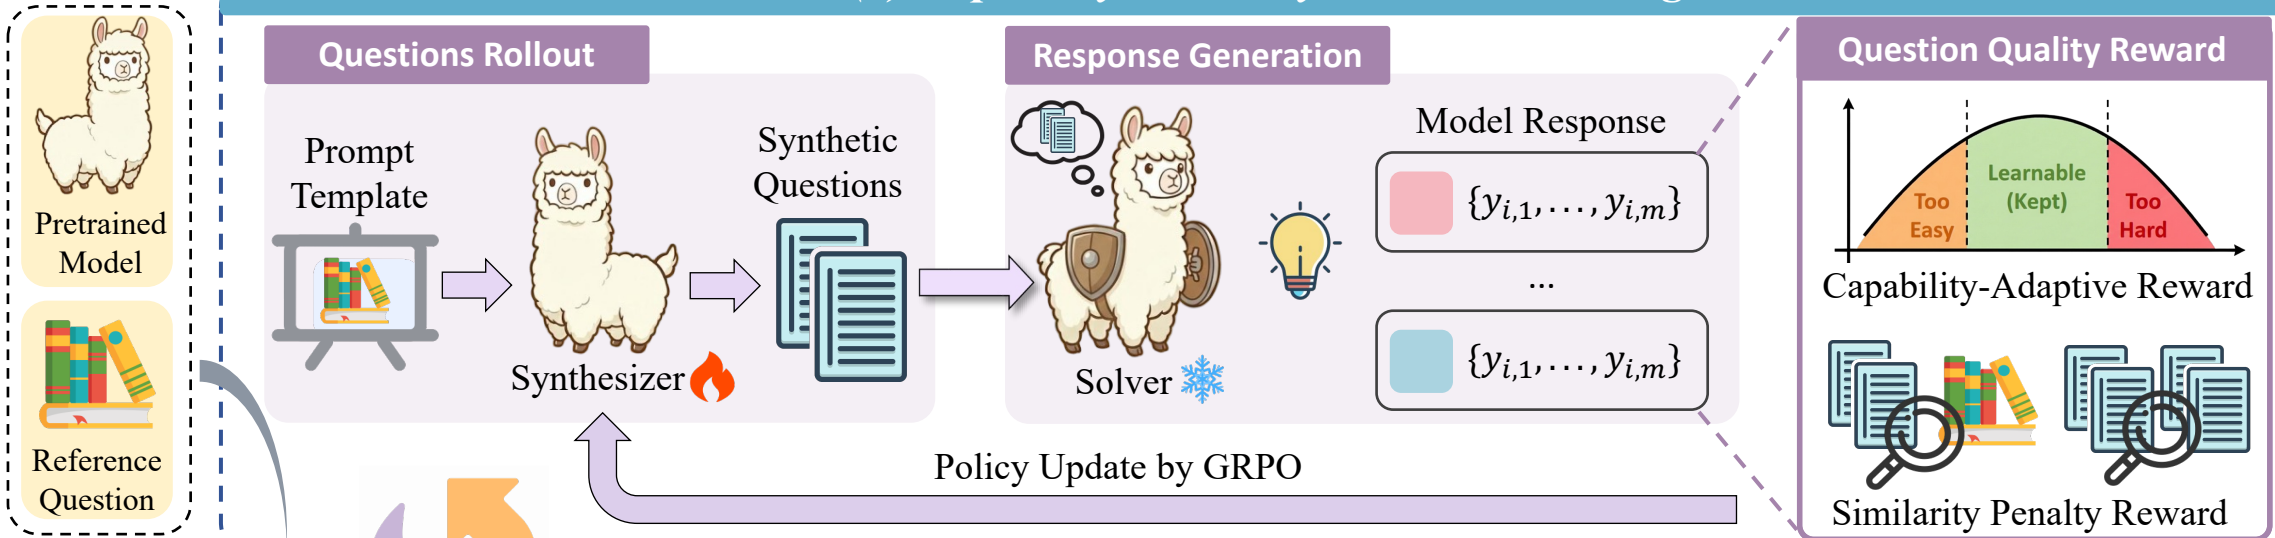 Pretrained
Model
Reference
Question
Questions Rollout
Prompt
Template
Synthesizer
Synthetic
Questions
Response Generation
Solver
Model Response
{y_{i,1}, . . . , y_{i,m}}
...
{y_{i,1}, . . . , y_{i,m}}
Policy Update by GRPO
Question Quality Reward
Too
Easy
Learnable
(Kept)
Too
Hard
Capability-Adaptive Reward
Similarity Penalty Reward